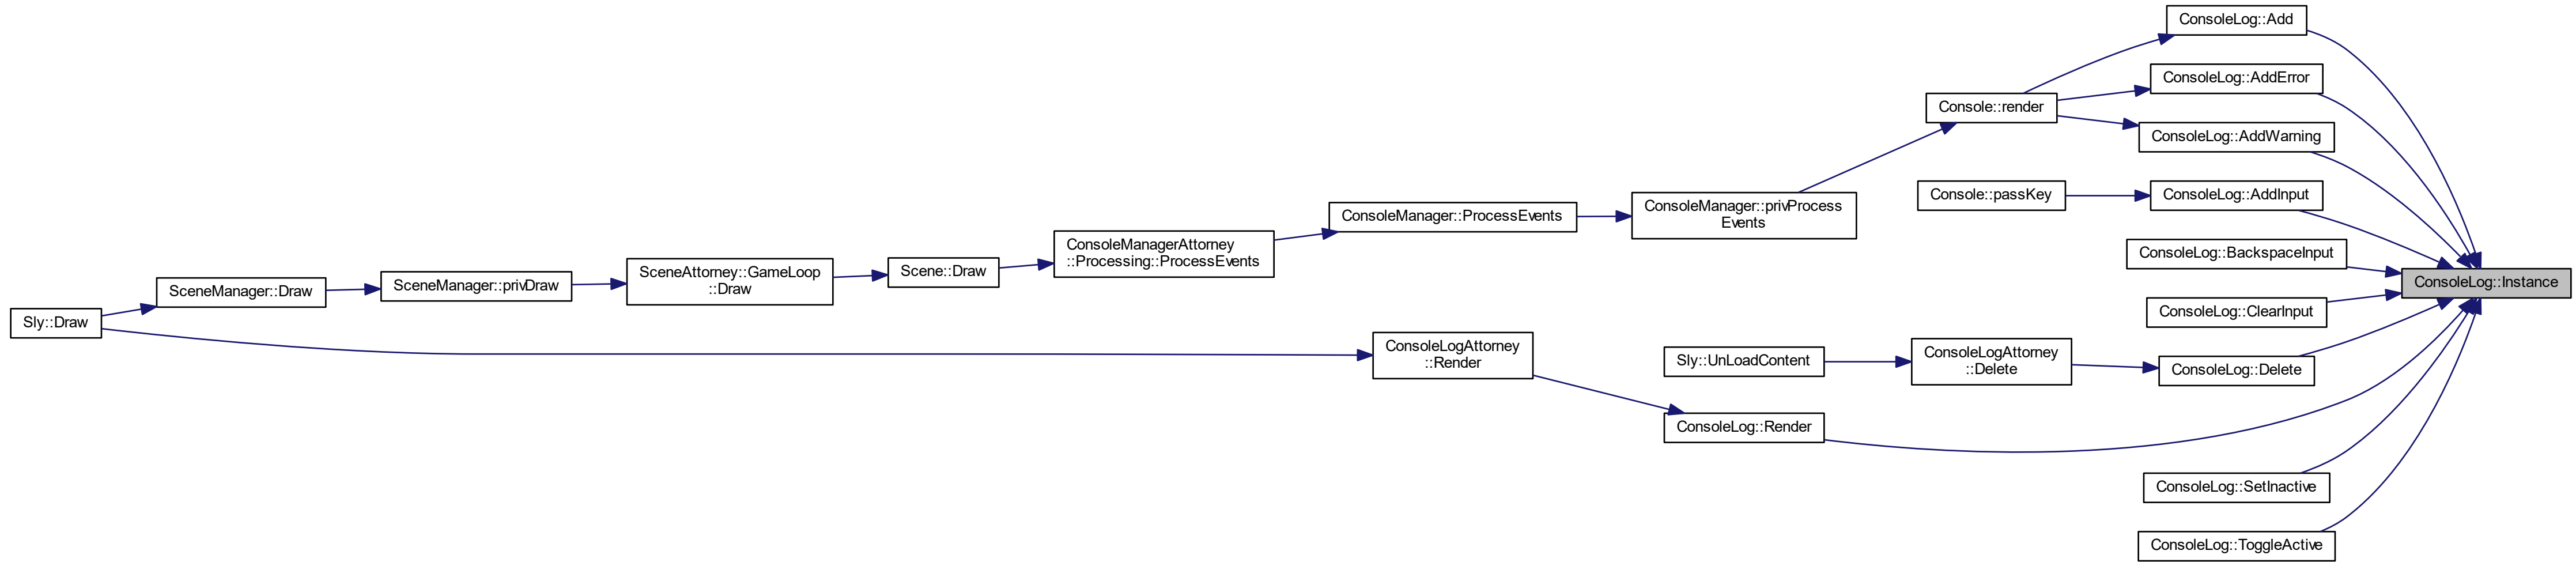 ConsoleLog::Add
ConsoleLog::AddError
Console::render
ConsoleLog::AddWarning
Console::passKey
ConsoleLog::AddInput
ConsoleManager::privProcess
Events
ConsoleManager::ProcessEvents
ConsoleManagerAttorney
::Processing::ProcessEvents
ConsoleLog::BackspaceInput
Scene::Draw
SceneAttorney::GameLoop
::Draw
SceneManager::privDraw
SceneManager::Draw
ConsoleLog::Instance
ConsoleLog::ClearInput
Sly::Draw
ConsoleLogAttorney
::Render
Sly::UnLoadContent
ConsoleLogAttorney
::Delete
ConsoleLog::Delete
ConsoleLog::Render
ConsoleLog::SetInactive
ConsoleLog::ToggleActive